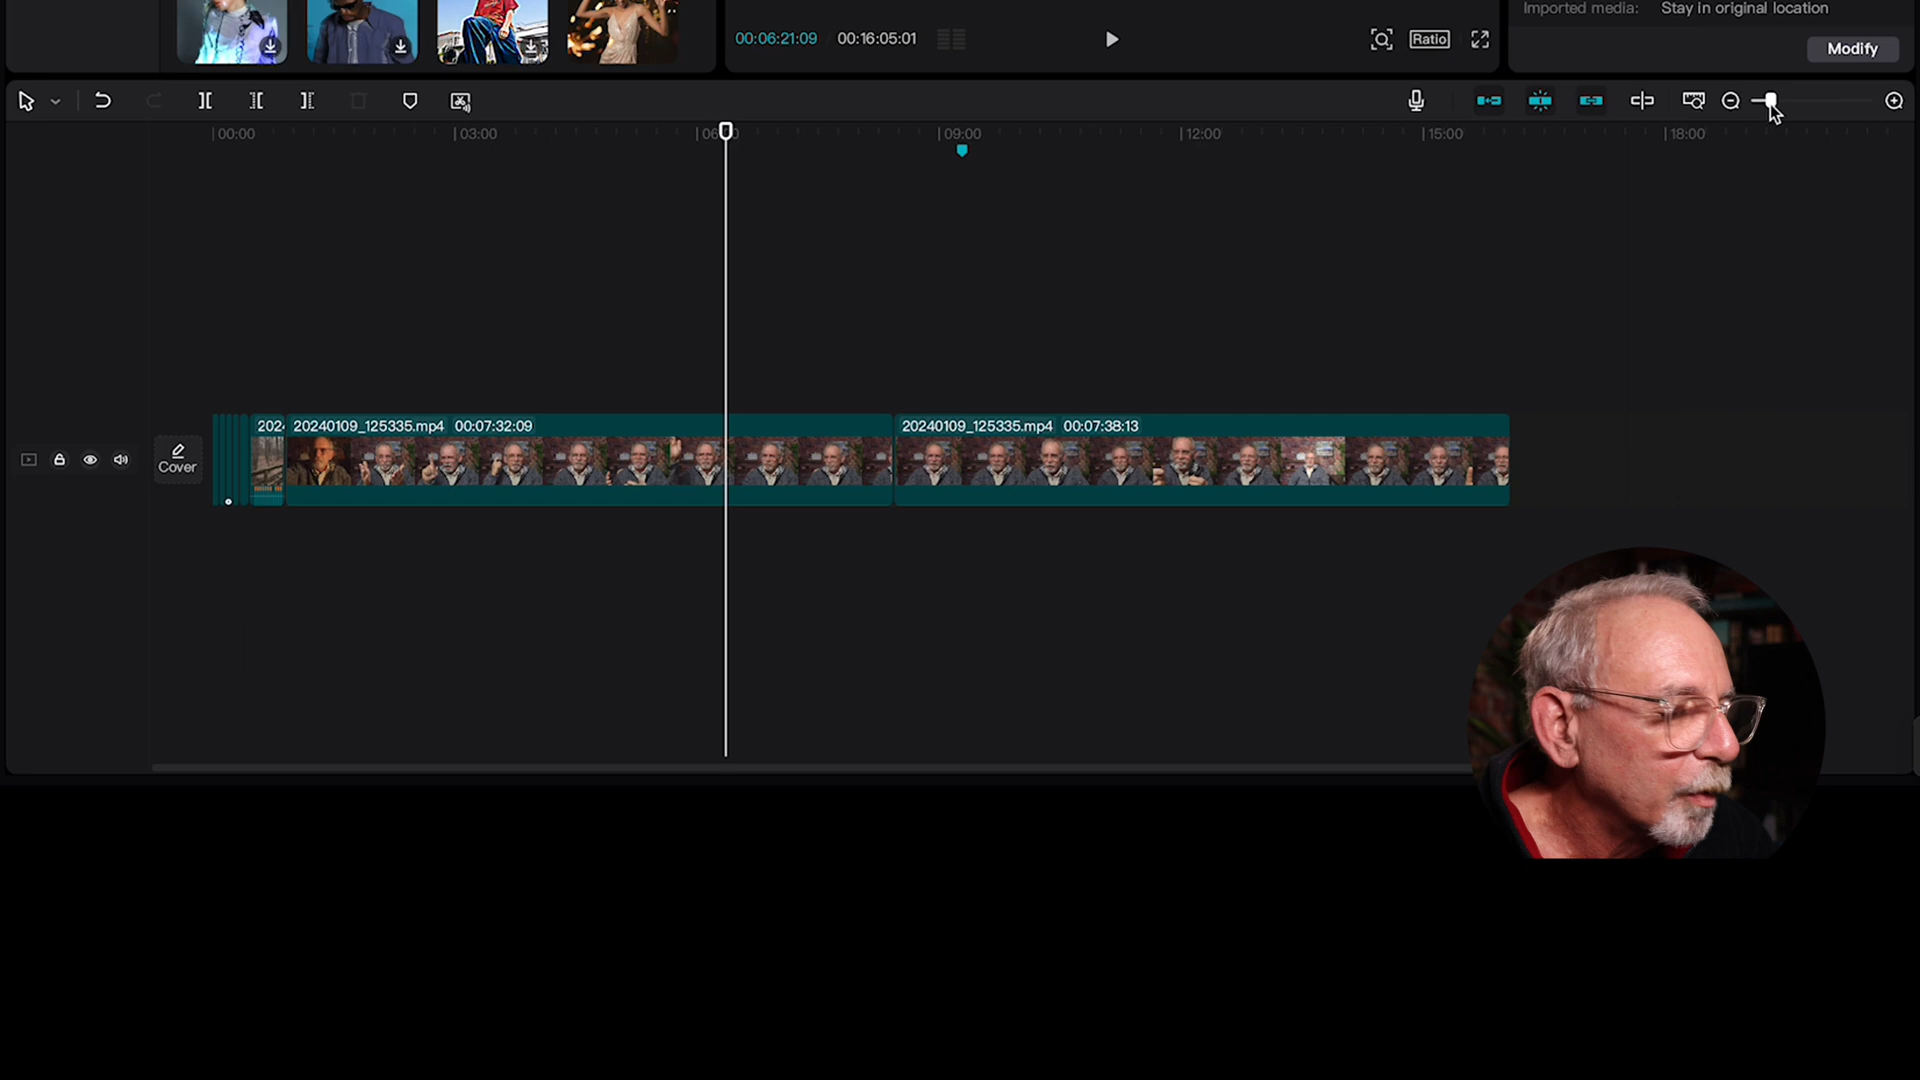 Imported media: Stay in original location
00:06:21:09 00:16:05:01 Ratio
Modify
00:00 03:00 09:00 12:00 15:00 18:00
20240109_125335.mp4 00:07:32:09 20240109_125335.mp4 00:07:38:13
Cover